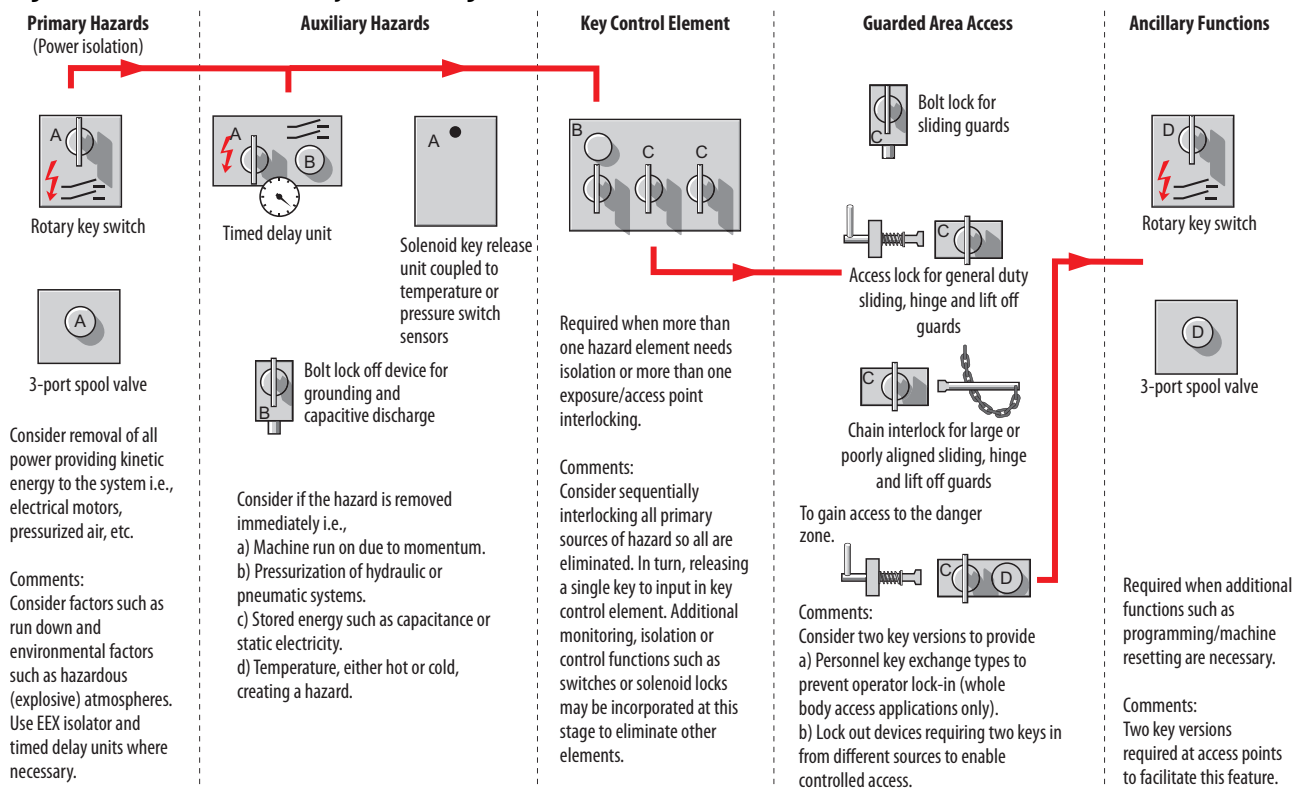 Primary Hazards
(Power isolation)
A
Rotary key switch
A
3-port spool valve
Consider removal of all
power providing kinetic
energy to the system i.e.,
electrical motors,
pressurized air, etc.
Comments:
Consider factors such as
run down and
environmental factors
such as hazardous
(explosive) atmospheres.
Use EEX isolator and
timed delay units where
necessary.
Auxiliary Hazards
A
B
Timed delay unit
A
Solenoid key release
unit coupled to
temperature or
pressure switch
sensors
B
Bolt lock off device for
grounding and
capacitive discharge
Consider if the hazard is removed
immediately i.e.,
a) Machine run on due to momentum.
b) Pressurization of hydraulic or
pneumatic systems.
c) Stored energy such as capacitance or
static electricity.
d) Temperature, either hot or cold,
creating a hazard.
Key Control Element
B
C C
Required when more than
one hazard element needs
isolation or more than one
exposure/access point
interlocking.
Comments:
Consider sequentially
interlocking all primary
sources of hazard so all are
eliminated. In turn, releasing
a single key to input in key
control element. Additional
monitoring, isolation or
control functions such as
switches or solenoid locks
may be incorporated at this
stage to eliminate other
elements.
Guarded Area Access
C
Bolt lock for
sliding guards
C
Access lock for general duty
sliding, hinge and lift off
guards
C
Chain interlock for large or
poorly aligned sliding, hinge
and lift off guards
To gain access to the danger
zone.
C D
Comments:
Consider two key versions to provide
a) Personnel key exchange types to
prevent operator lock-in (whole
body access applications only).
b) Lock out devices requiring two keys in
from different sources to enable
controlled access.
Ancillary Functions
D
Rotary key switch
D
3-port spool valve
Required when additional
functions such as
programming/machine
resetting are necessary.
Comments:
Two key versions
required at access points
to facilitate this feature.